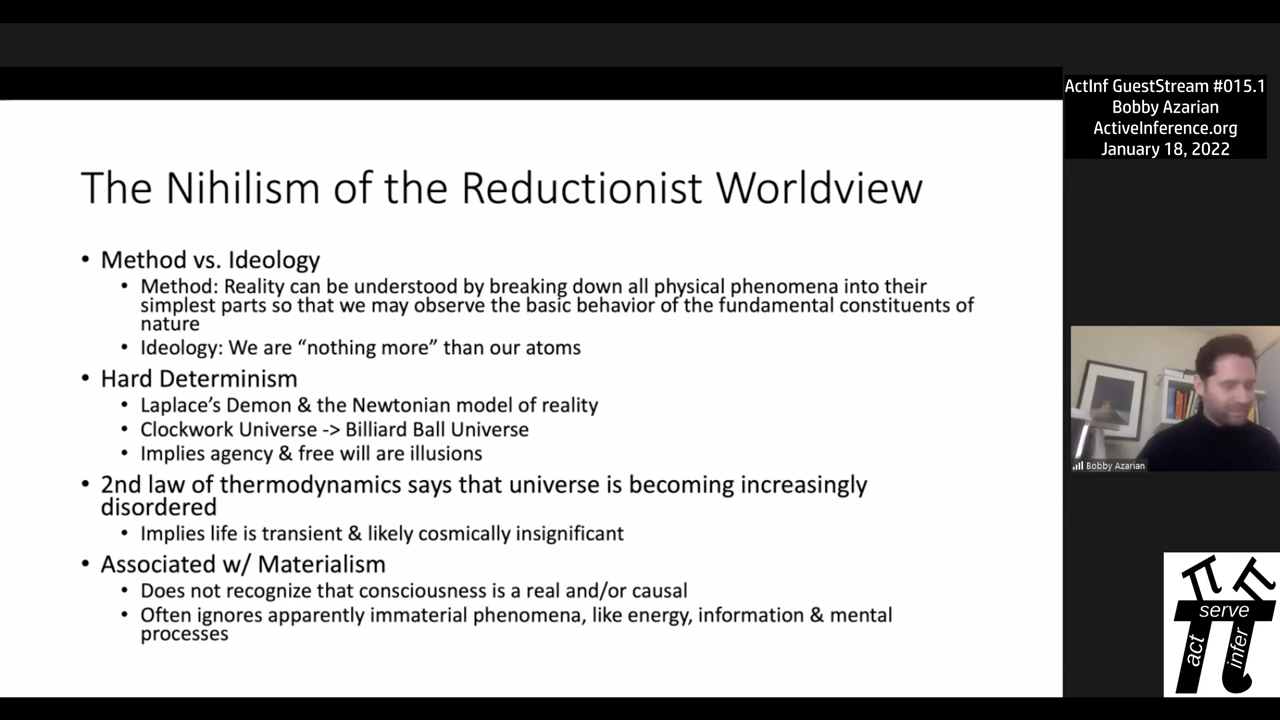 ActInf GuestStream #015.1
Bobby Azarian
ActiveInference.org
January 18, 2022
The Nihilism of the Reductionist Worldview
• Method vs. Ideology
• Method: Reality can be understood by breaking down all physical phenomena into their
simplest parts so that we may observe the basic behavior of the fundamental constituents of
nature
• Ideology: We are “nothing more” than our atoms
• Hard Determinism
• Laplace’s Demon & the Newtonian model of reality
• Clockwork Universe -> Billiard Ball Universe
• Implies agency & free will are illusions
• 2nd law of thermodynamics says that universe is becoming increasingly
disordered
• Implies life is transient & likely cosmically insignificant
• Associated w/ Materialism
• Does not recognize that consciousness is a real and/or causal
• Often ignores apparently immaterial phenomena, like energy, information & mental
processes
Bobby Azarian
serve
act
infer